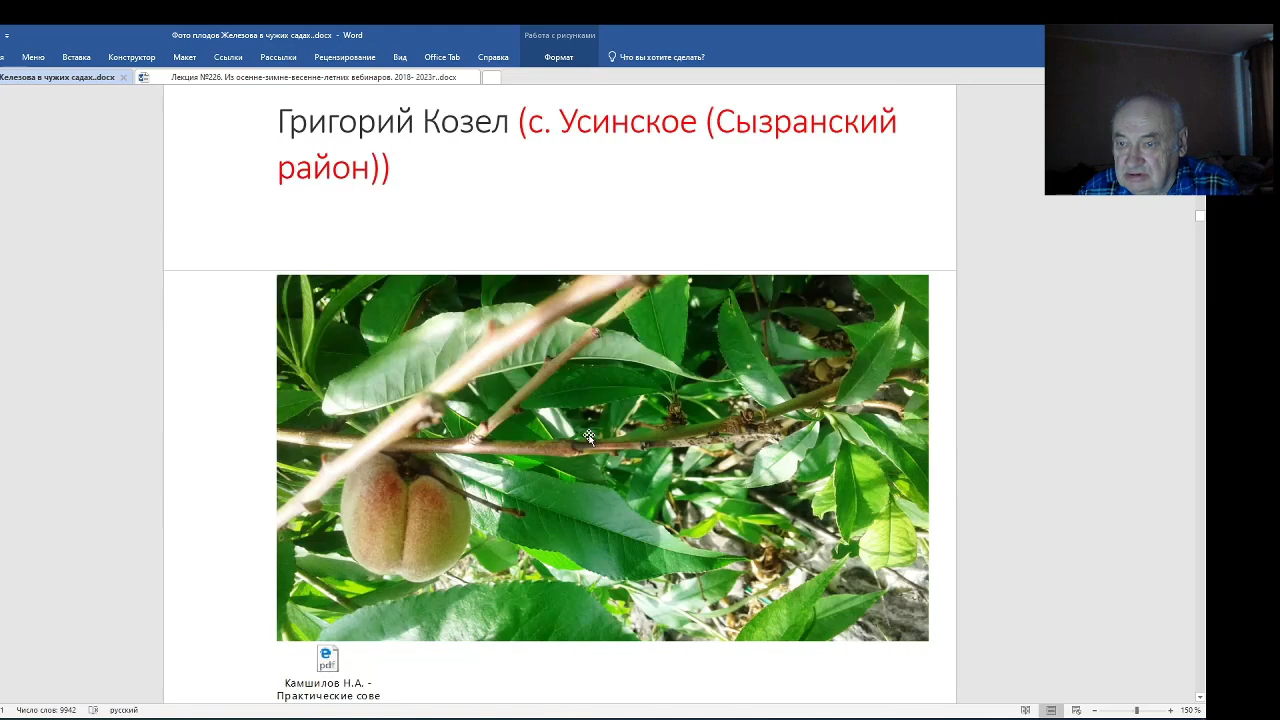 Фото плодов Железова в чужих садах..docx - Word
Работа с рисунками
я Меню Вставка Конструктор Макет Ссылки Рассылки Рецензирование Вид Office Tab Справка Формат Что вы хотите сделать?
Железова в чужих садах..docx Лекция №226. Из осенне-зимне-весенне-летних вебинаров. 2018- 2023г..docx
Григорий Козел (с. Усинское (Сызранский
район))
pdf
Камшилов Н.А. -
Практические сове
1 Число слов: 9942 русский 150 %